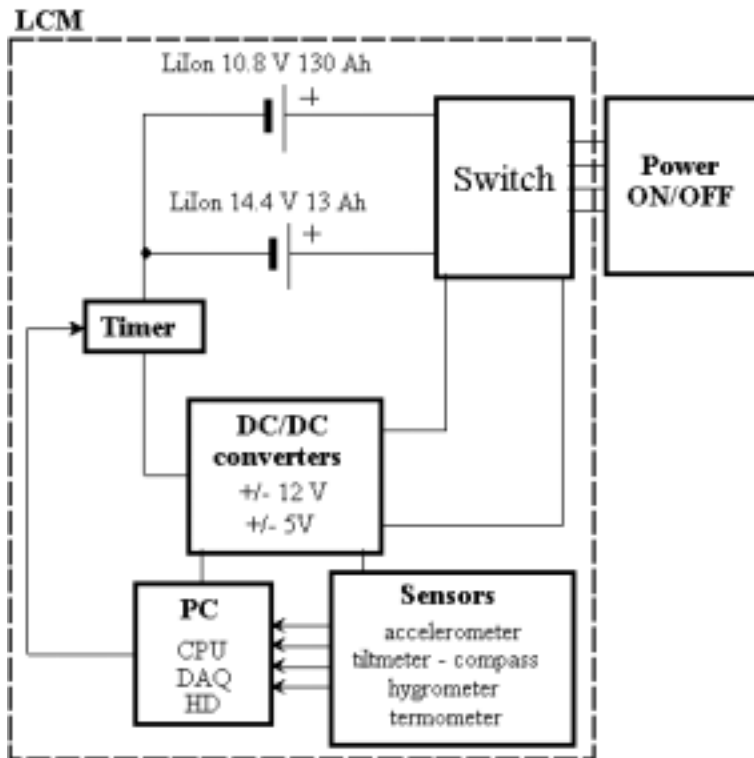 LCM
LiIon 10.8 V 130 Ah
+
Switch
Power
ON/OFF
LiIon 14.4 V 13 Ah
+
Timer
DC/DC
converters
+/- 12 V
+/- 5V
PC
CPU
DAQ
HD
Sensors
accelerometer
tiltmeter - compass
hygrometer
termometer